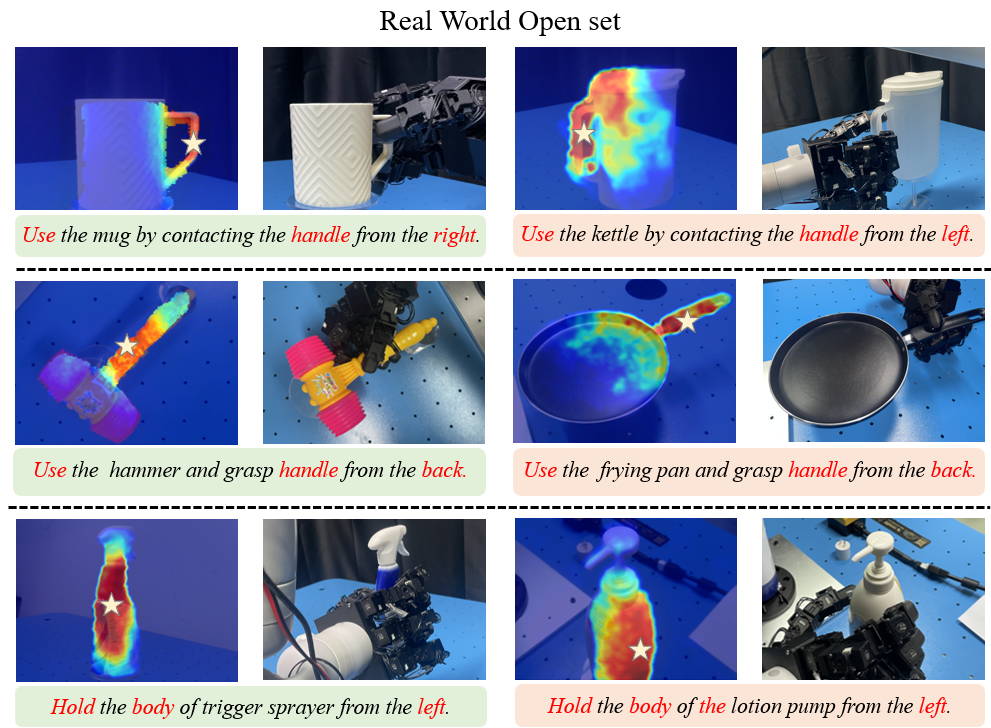 Real World Open set
Use the mug by contacting the handle from the right.
Use the kettle by contacting the handle from the left.
Use the hammer and grasp handle from the back.
Use the frying pan and grasp handle from the back.
Hold the body of trigger sprayer from the left.
Hold the body of the lotion pump from the left.